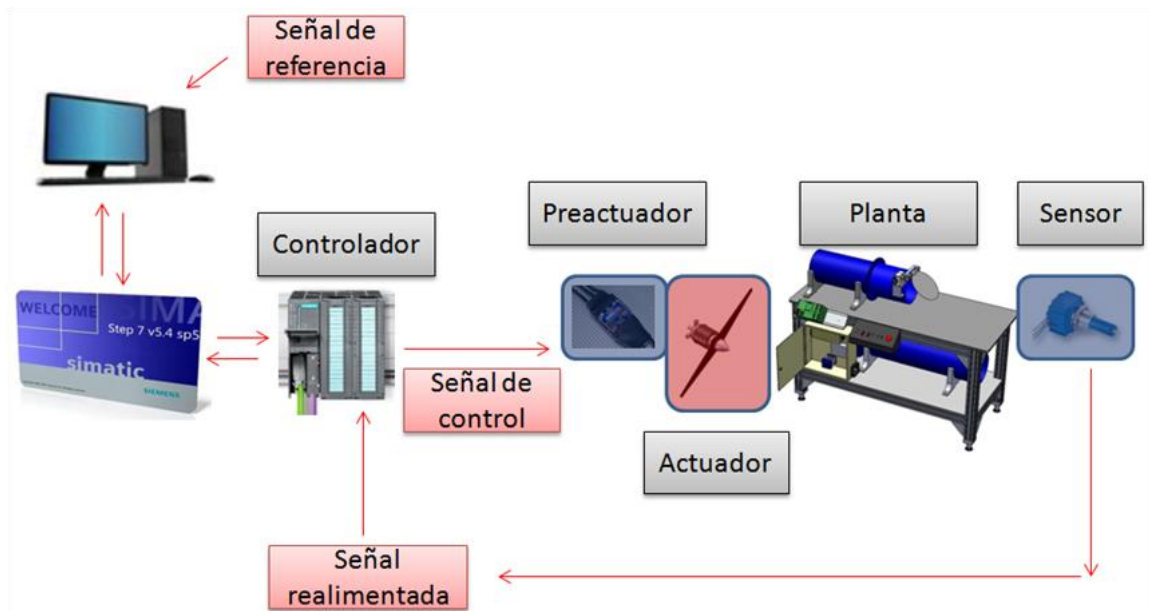 Señal de
referencia
Preactuador
Planta
Sensor
Controlador
WELCOME
SIMA
Step 7 v5.4 sp5
simatic
SIEMENS
Señal de
control
Actuador
Señal
realimentada